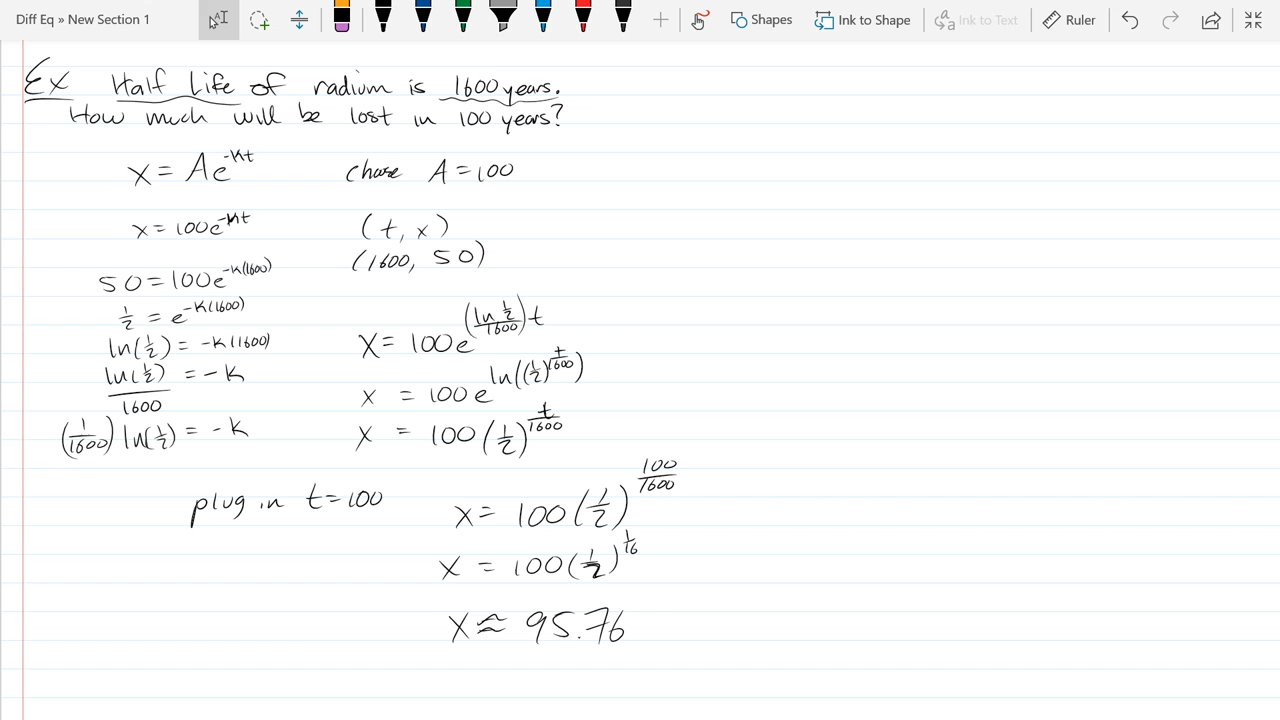 Diff Eq » New Section 1
Shapes
Ink to Shape
Ink to Text
Ruler
Ex Half Life of radium is 1600 years.
How much will be lost in 100 years?
x = Ae^{-kt} chose A = 100
x = 100e^{-kt} (t, x)
(1600, 50)
50 = 100e^{-k(1600)}
1/2 = e^{-k(1600)}
ln(1/2) = -k(1600)
ln(1/2)/1600 = -k
(1/1600) ln(1/2) = -k
x = 100e^{(ln 1/2 / 1600)t}
x = 100e^{ln((1/2)^{t/1600})}
x = 100(1/2)^{t/1600}
plug in t = 100
x = 100(1/2)^{100/1600}
x = 100(1/2)^{1/16}
x ≈ 95.76